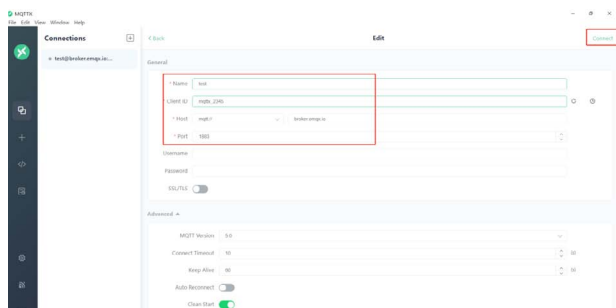 MQTTX
File Edit View Window Help
Connections
test@broker.emqx.io:...
< Back
Edit
Connect
General
* Name test
Client ID mqttx_2345
* Host mqtt:// broker.emqx.io
* Port 1883
Username
Password
SSL/TLS
Advanced
MQTT Version 5.0
Connect Timeout 10
Keep Alive 60
Auto Reconnect
Clean Start